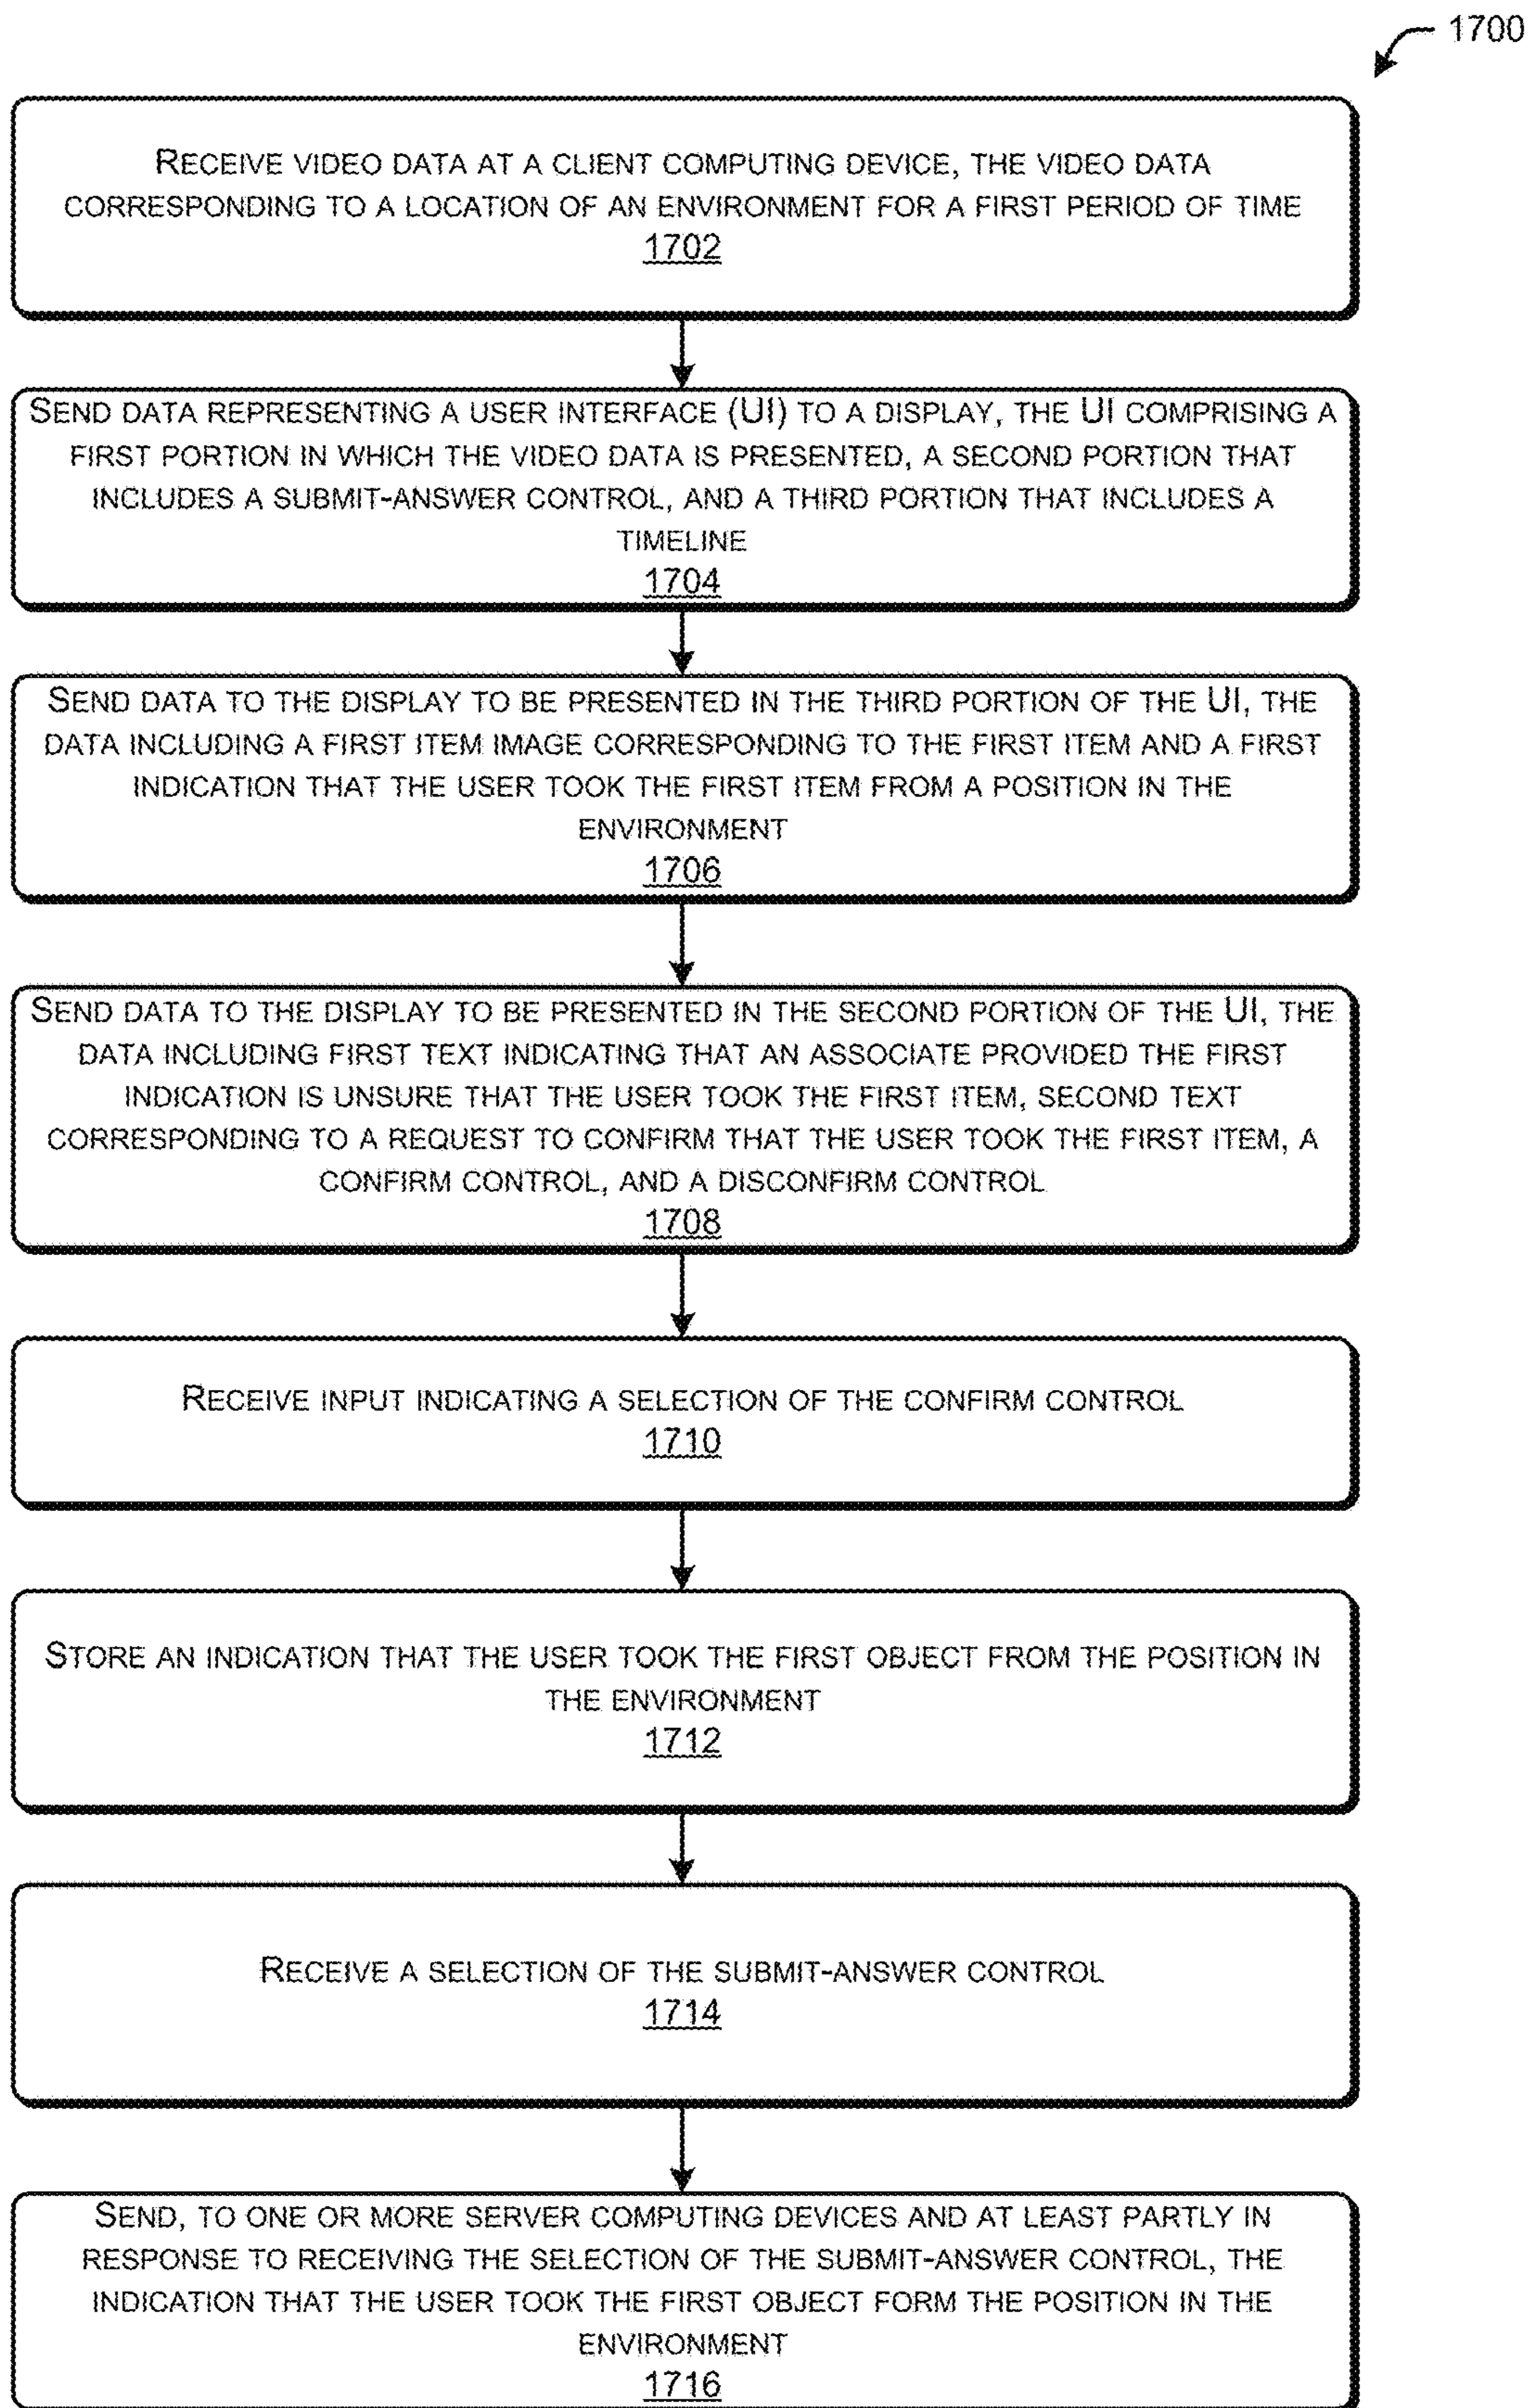 1700
RECEIVE VIDEO DATA AT A CLIENT COMPUTING DEVICE, THE VIDEO DATA
CORRESPONDING TO A LOCATION OF AN ENVIRONMENT FOR A FIRST PERIOD OF TIME
1702
SEND DATA REPRESENTING A USER INTERFACE (UI) TO A DISPLAY, THE UI COMPRISING A
FIRST PORTION IN WHICH THE VIDEO DATA IS PRESENTED, A SECOND PORTION THAT
INCLUDES A SUBMIT-ANSWER CONTROL, AND A THIRD PORTION THAT INCLUDES A
TIMELINE
1704
SEND DATA TO THE DISPLAY TO BE PRESENTED IN THE THIRD PORTION OF THE UI, THE
DATA INCLUDING A FIRST ITEM IMAGE CORRESPONDING TO THE FIRST ITEM AND A FIRST
INDICATION THAT THE USER TOOK THE FIRST ITEM FROM A POSITION IN THE
ENVIRONMENT
1706
SEND DATA TO THE DISPLAY TO BE PRESENTED IN THE SECOND PORTION OF THE UI, THE
DATA INCLUDING FIRST TEXT INDICATING THAT AN ASSOCIATE PROVIDED THE FIRST
INDICATION IS UNSURE THAT THE USER TOOK THE FIRST ITEM, SECOND TEXT
CORRESPONDING TO A REQUEST TO CONFIRM THAT THE USER TOOK THE FIRST ITEM, A
CONFIRM CONTROL, AND A DISCONFIRM CONTROL
1708
RECEIVE INPUT INDICATING A SELECTION OF THE CONFIRM CONTROL
1710
STORE AN INDICATION THAT THE USER TOOK THE FIRST OBJECT FROM THE POSITION IN
THE ENVIRONMENT
1712
RECEIVE A SELECTION OF THE SUBMIT-ANSWER CONTROL
1714
SEND, TO ONE OR MORE SERVER COMPUTING DEVICES AND AT LEAST PARTLY IN
RESPONSE TO RECEIVING THE SELECTION OF THE SUBMIT-ANSWER CONTROL, THE
INDICATION THAT THE USER TOOK THE FIRST OBJECT FORM THE POSITION IN THE
ENVIRONMENT
1716